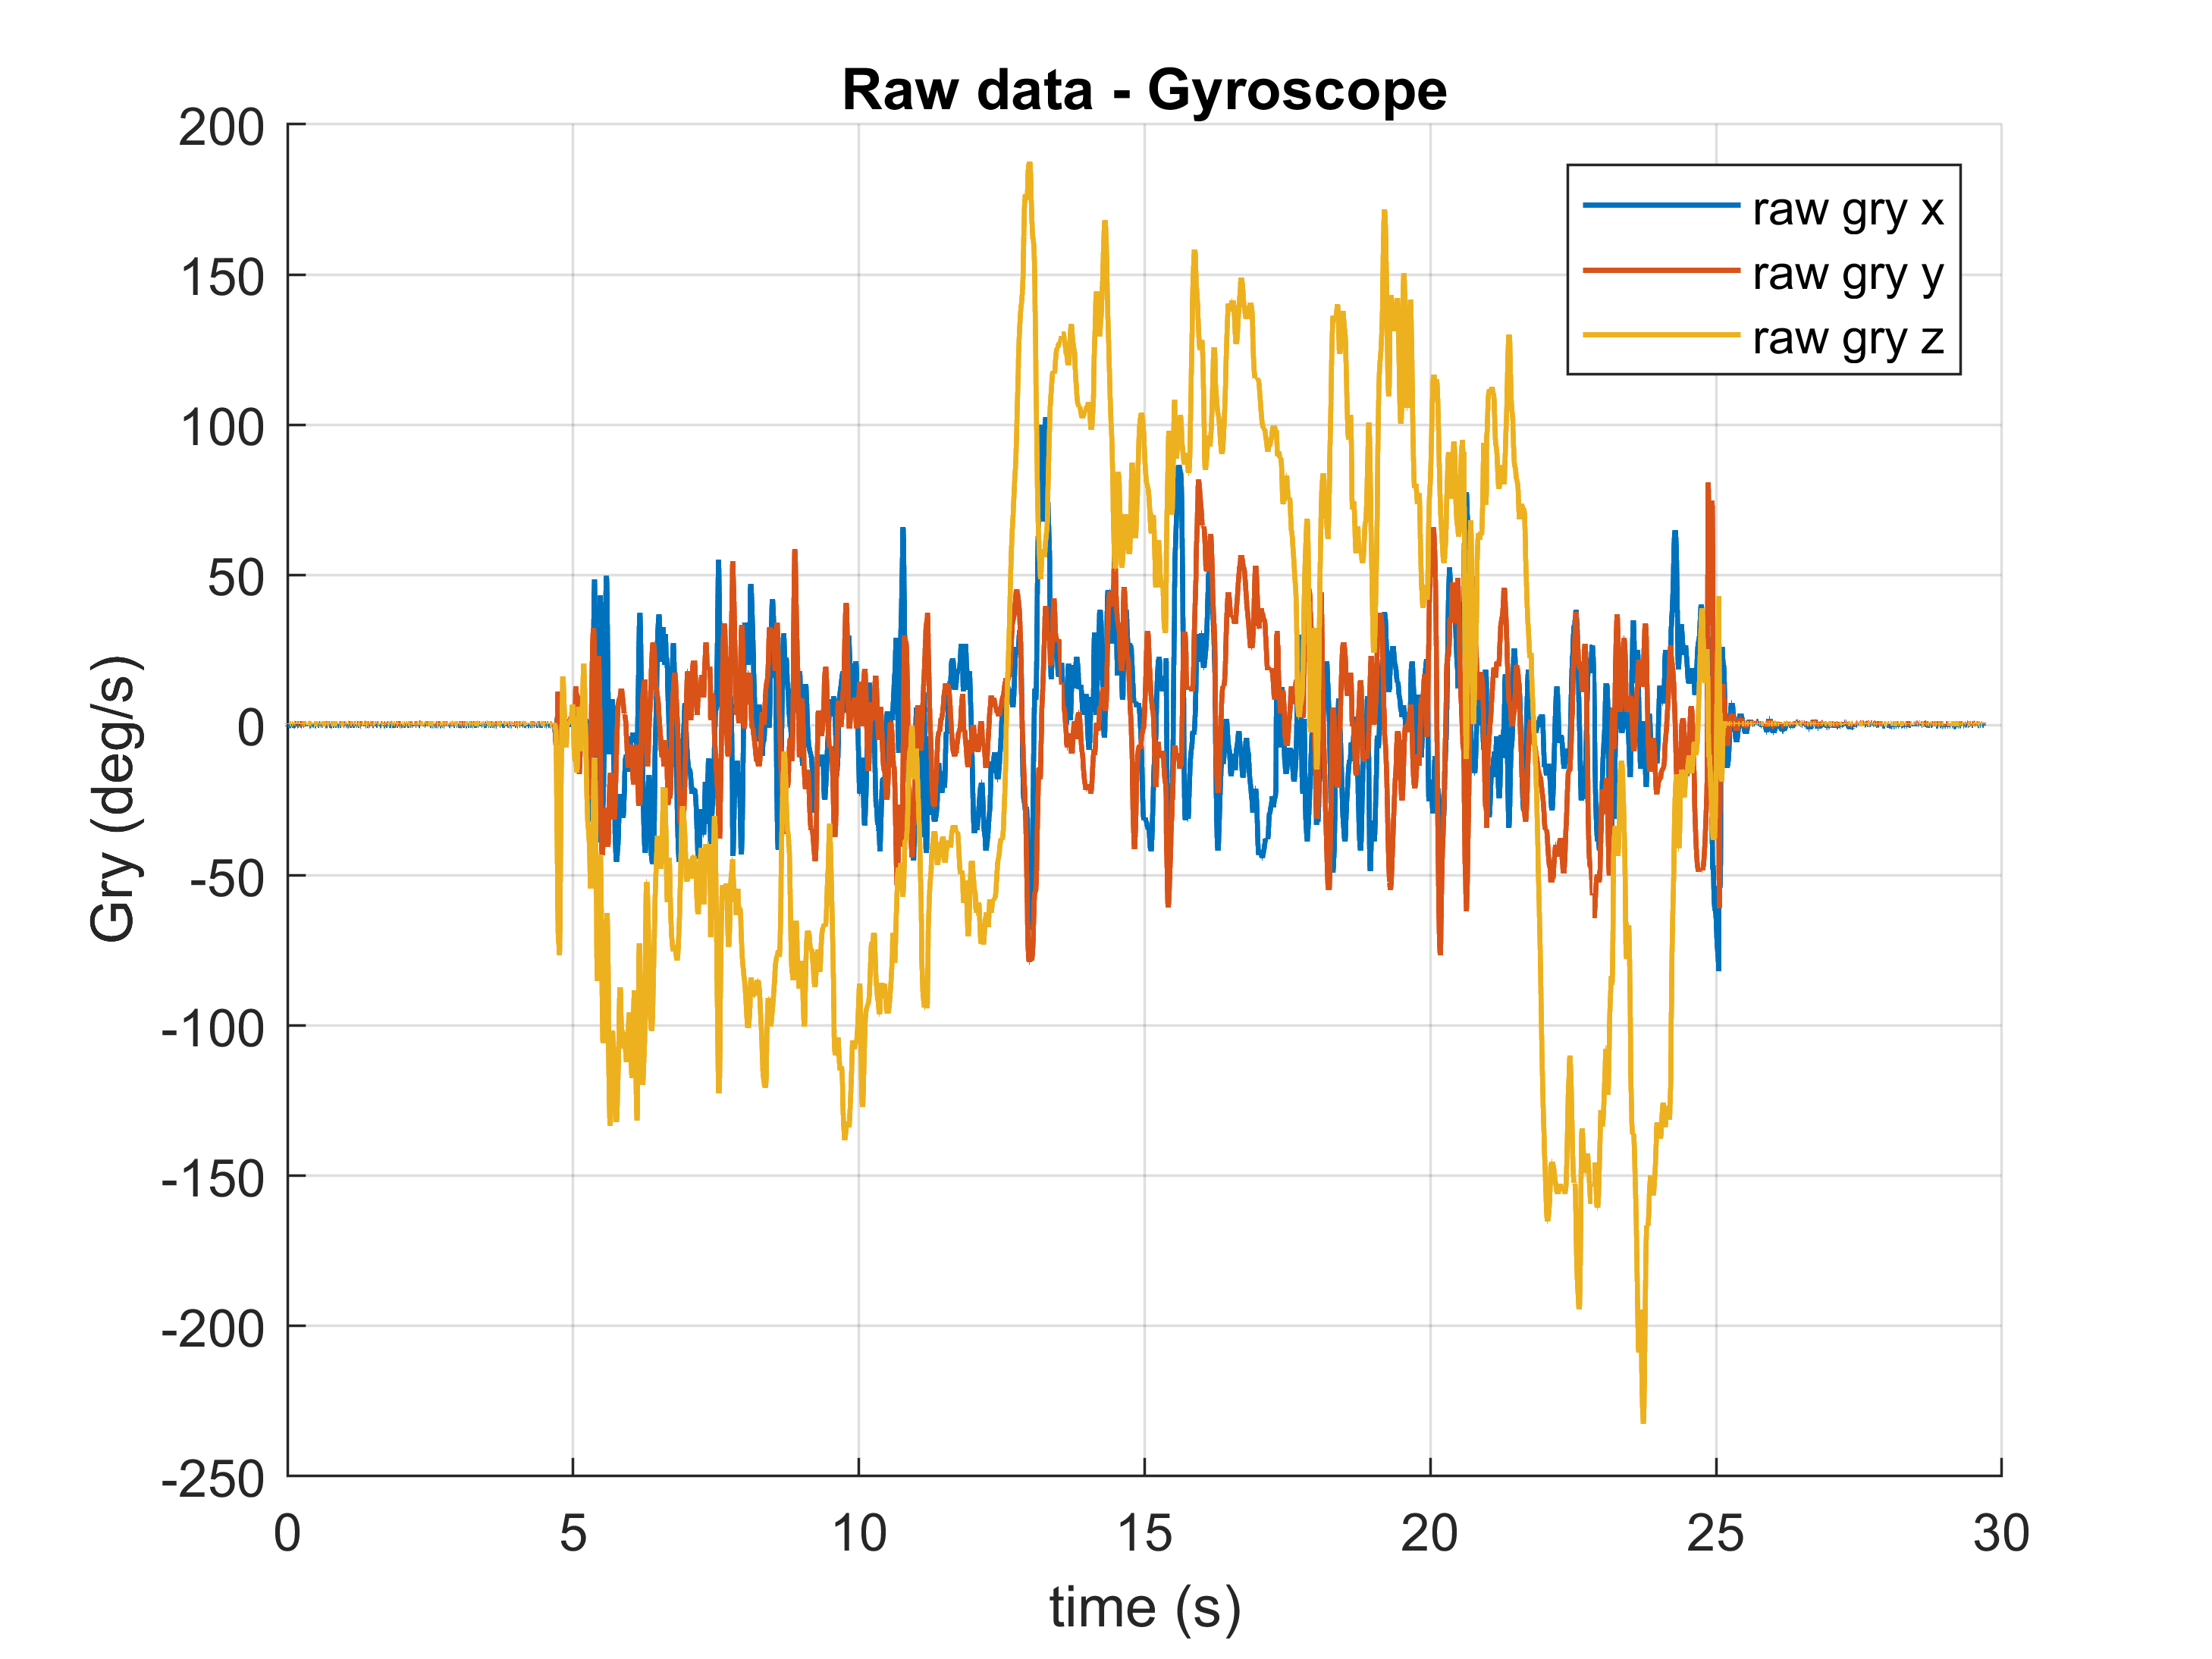 Raw data - Gyroscope
200
150
100
50
0
-50
-100
-150
-200
-250
Gry (deg/s)
raw gry x
raw gry y
raw gry z
0 5 10 15 20 25 30
time (s)